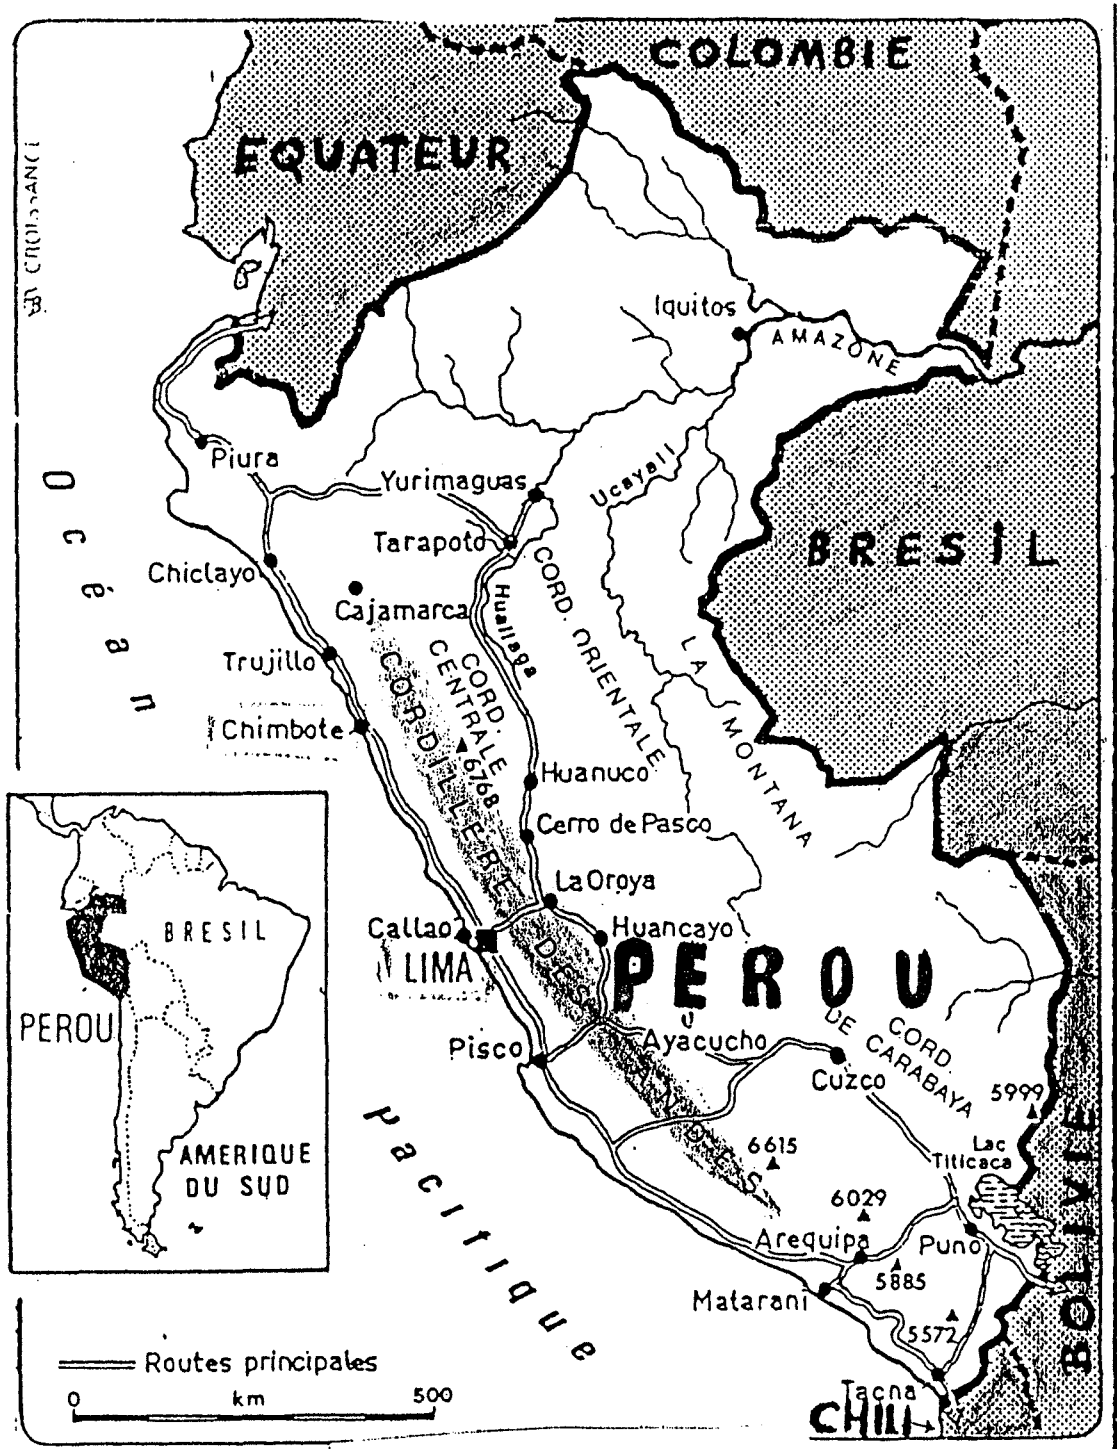 COLOMBIE
EQUATEUR
CROISSANCE
Iquitos
AMAZONE
Piura
Yurimaguas
Ucayali
Océan
Tarapoto
BRESIL
Chiclayo
Cajamarca
Huallaga
CORD. ORIENTALE
Trujillo
CORD.
CENTRALE
LA MONTANA
Chimbote
6768
CORDILLERE DES ANDES
Huanuco
Cerro de Pasco
La Oroya
Callao
Huancayo
LIMA
PEROU
BRESIL
PEROU
AMERIQUE
DU SUD
Pisco
Ayacucho
Cuzco
CORD.
DE CARABAYA
5999
pacifique
6615
Lac
Titicaca
6029
Arequipa
Puno
5885
Matarani
5572
BOLIVIE
Tacna
CHILI
Routes principales
0 km 500